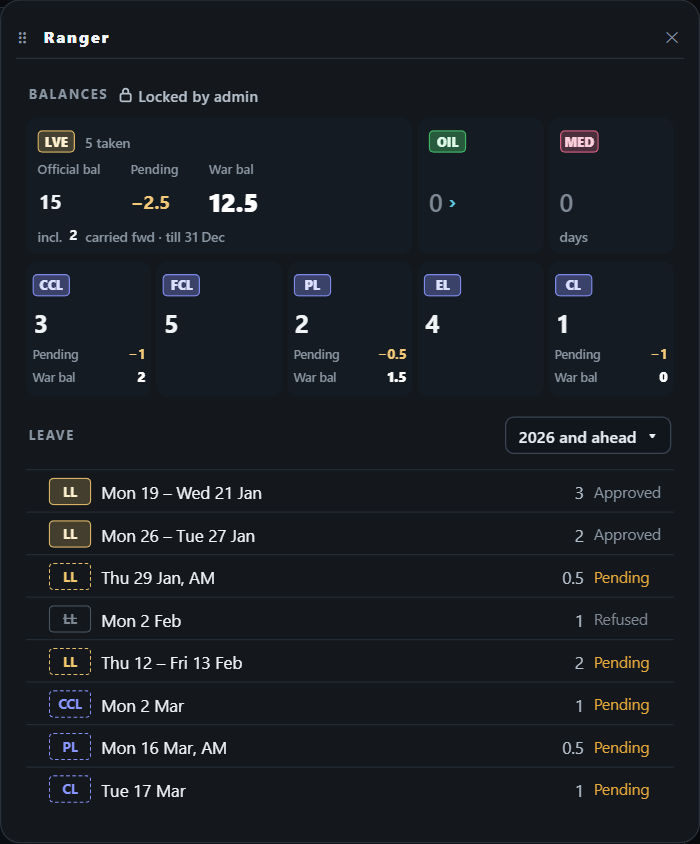 Ranger
BALANCES Locked by admin
LVE 5 taken
Official bal Pending War bal
15 −2.5 12.5
incl. 2 carried fwd · till 31 Dec
OIL
0 ›
MED
0
days
CCL
3
Pending −1
War bal 2
FCL
5
PL
2
Pending −0.5
War bal 1.5
EL
4
CL
1
Pending −1
War bal 0
LEAVE 2026 and ahead
LL Mon 19 – Wed 21 Jan 3 Approved
LL Mon 26 – Tue 27 Jan 2 Approved
LL Thu 29 Jan, AM 0.5 Pending
LL Mon 2 Feb 1 Refused
LL Thu 12 – Fri 13 Feb 2 Pending
CCL Mon 2 Mar 1 Pending
PL Mon 16 Mar, AM 0.5 Pending
CL Tue 17 Mar 1 Pending